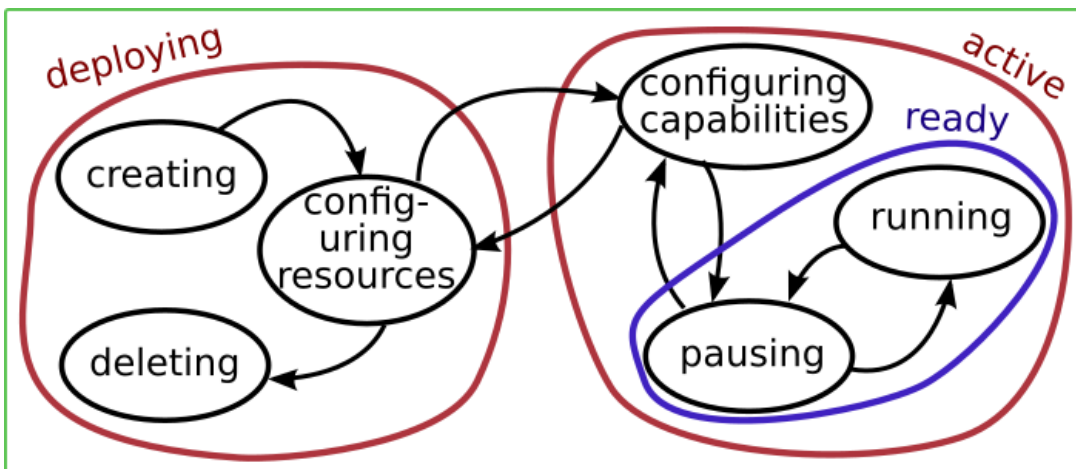 deploying
creating
config-
uring
resources
deleting
active
configuring
capabilities
ready
running
pausing